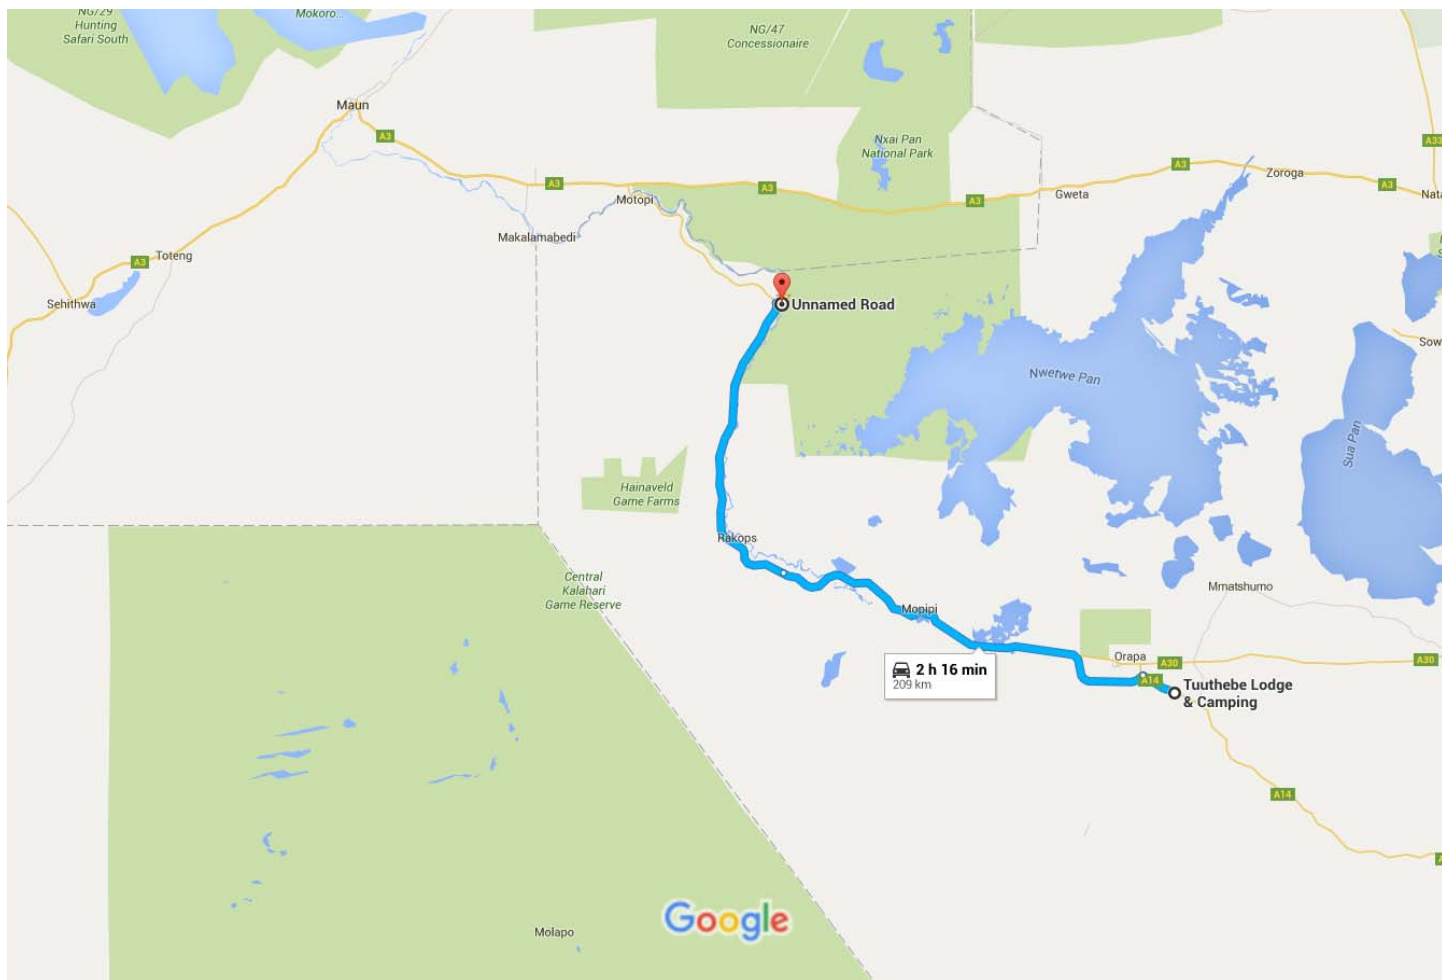 NG/29
Hunting
Safari South
Mokoro...
NG/47
Concessionaire
Maun
A3
Nxai Pan
National Park
A33
A3
A3
A3
A3
Zoroga
A3
Gweta
Nata
Motopi
Makalamabedi
Toteng
A3
Sehithwa
Unnamed Road
Sow
Nwetwe Pan
Sua Pan
Hainaveld
Game Farms
Rakops
Central
Kalahari
Game Reserve
Mopipi
Mmatshumo
Orapa
A30
A30
2 h 16 min
209 km
A14
Tuuthebe Lodge
& Camping
A14
Google
Molapo